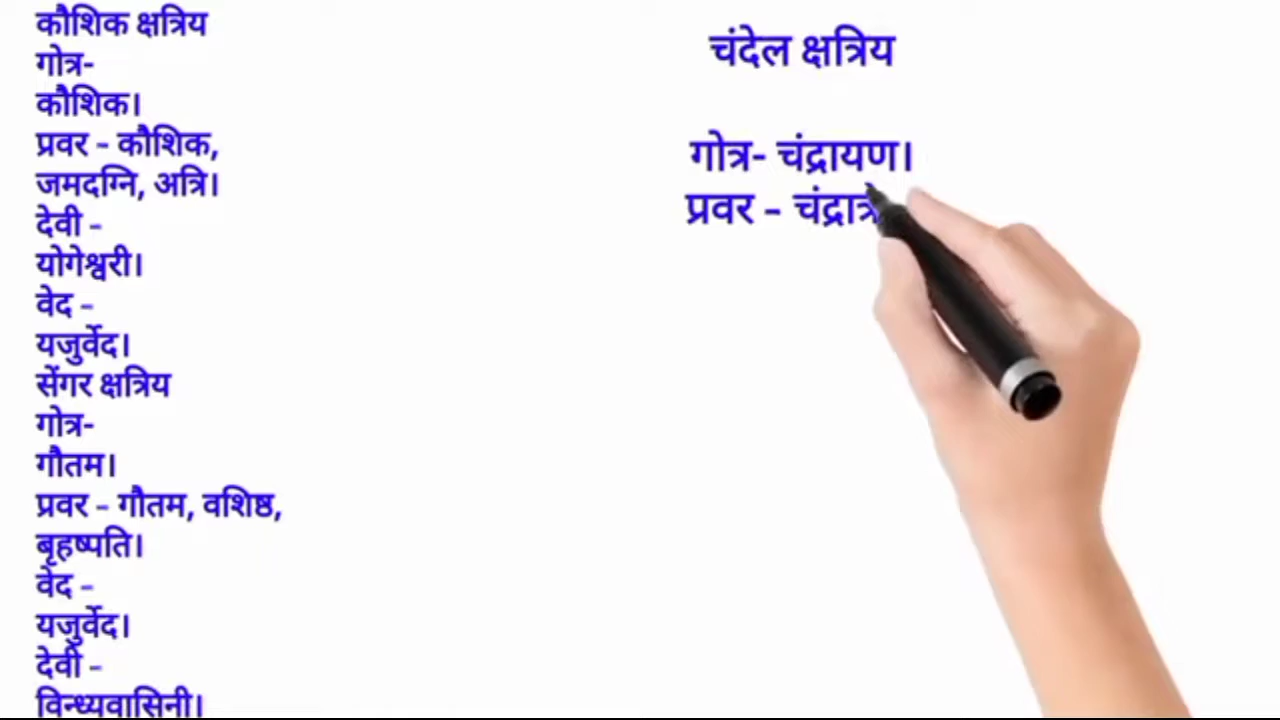 कौशिक क्षत्रिय
गोत्र-
कौशिक।
प्रवर - कौशिक,
जमदग्नि, अत्रि।
देवी -
योगेश्वरी।
वेद -
यजुर्वेद।
सेंगर क्षत्रिय
गोत्र-
गौतम।
प्रवर - गौतम, वशिष्ठ,
बृहष्पति।
वेद -
यजुर्वेद।
देवी -
विन्ध्यवासिनी।
चंदेल क्षत्रिय
गोत्र- चंद्रायण।
प्रवर -